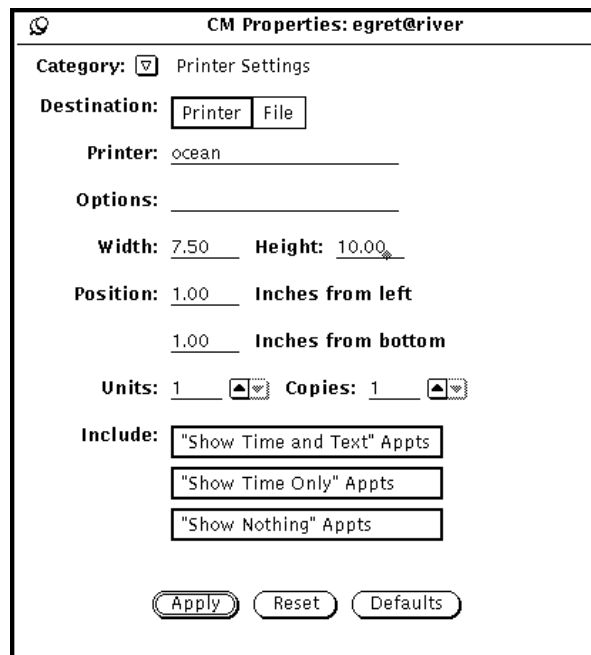 CM Properties: egret@river
Category: Printer Settings
Destination: Printer File
Printer: ocean
Options:
Width: 7.50 Height: 10.00
Position: 1.00 Inches from left
1.00 Inches from bottom
Units: 1 Copies: 1
Include: "Show Time and Text" Appts
"Show Time Only" Appts
"Show Nothing" Appts
Apply Reset Defaults